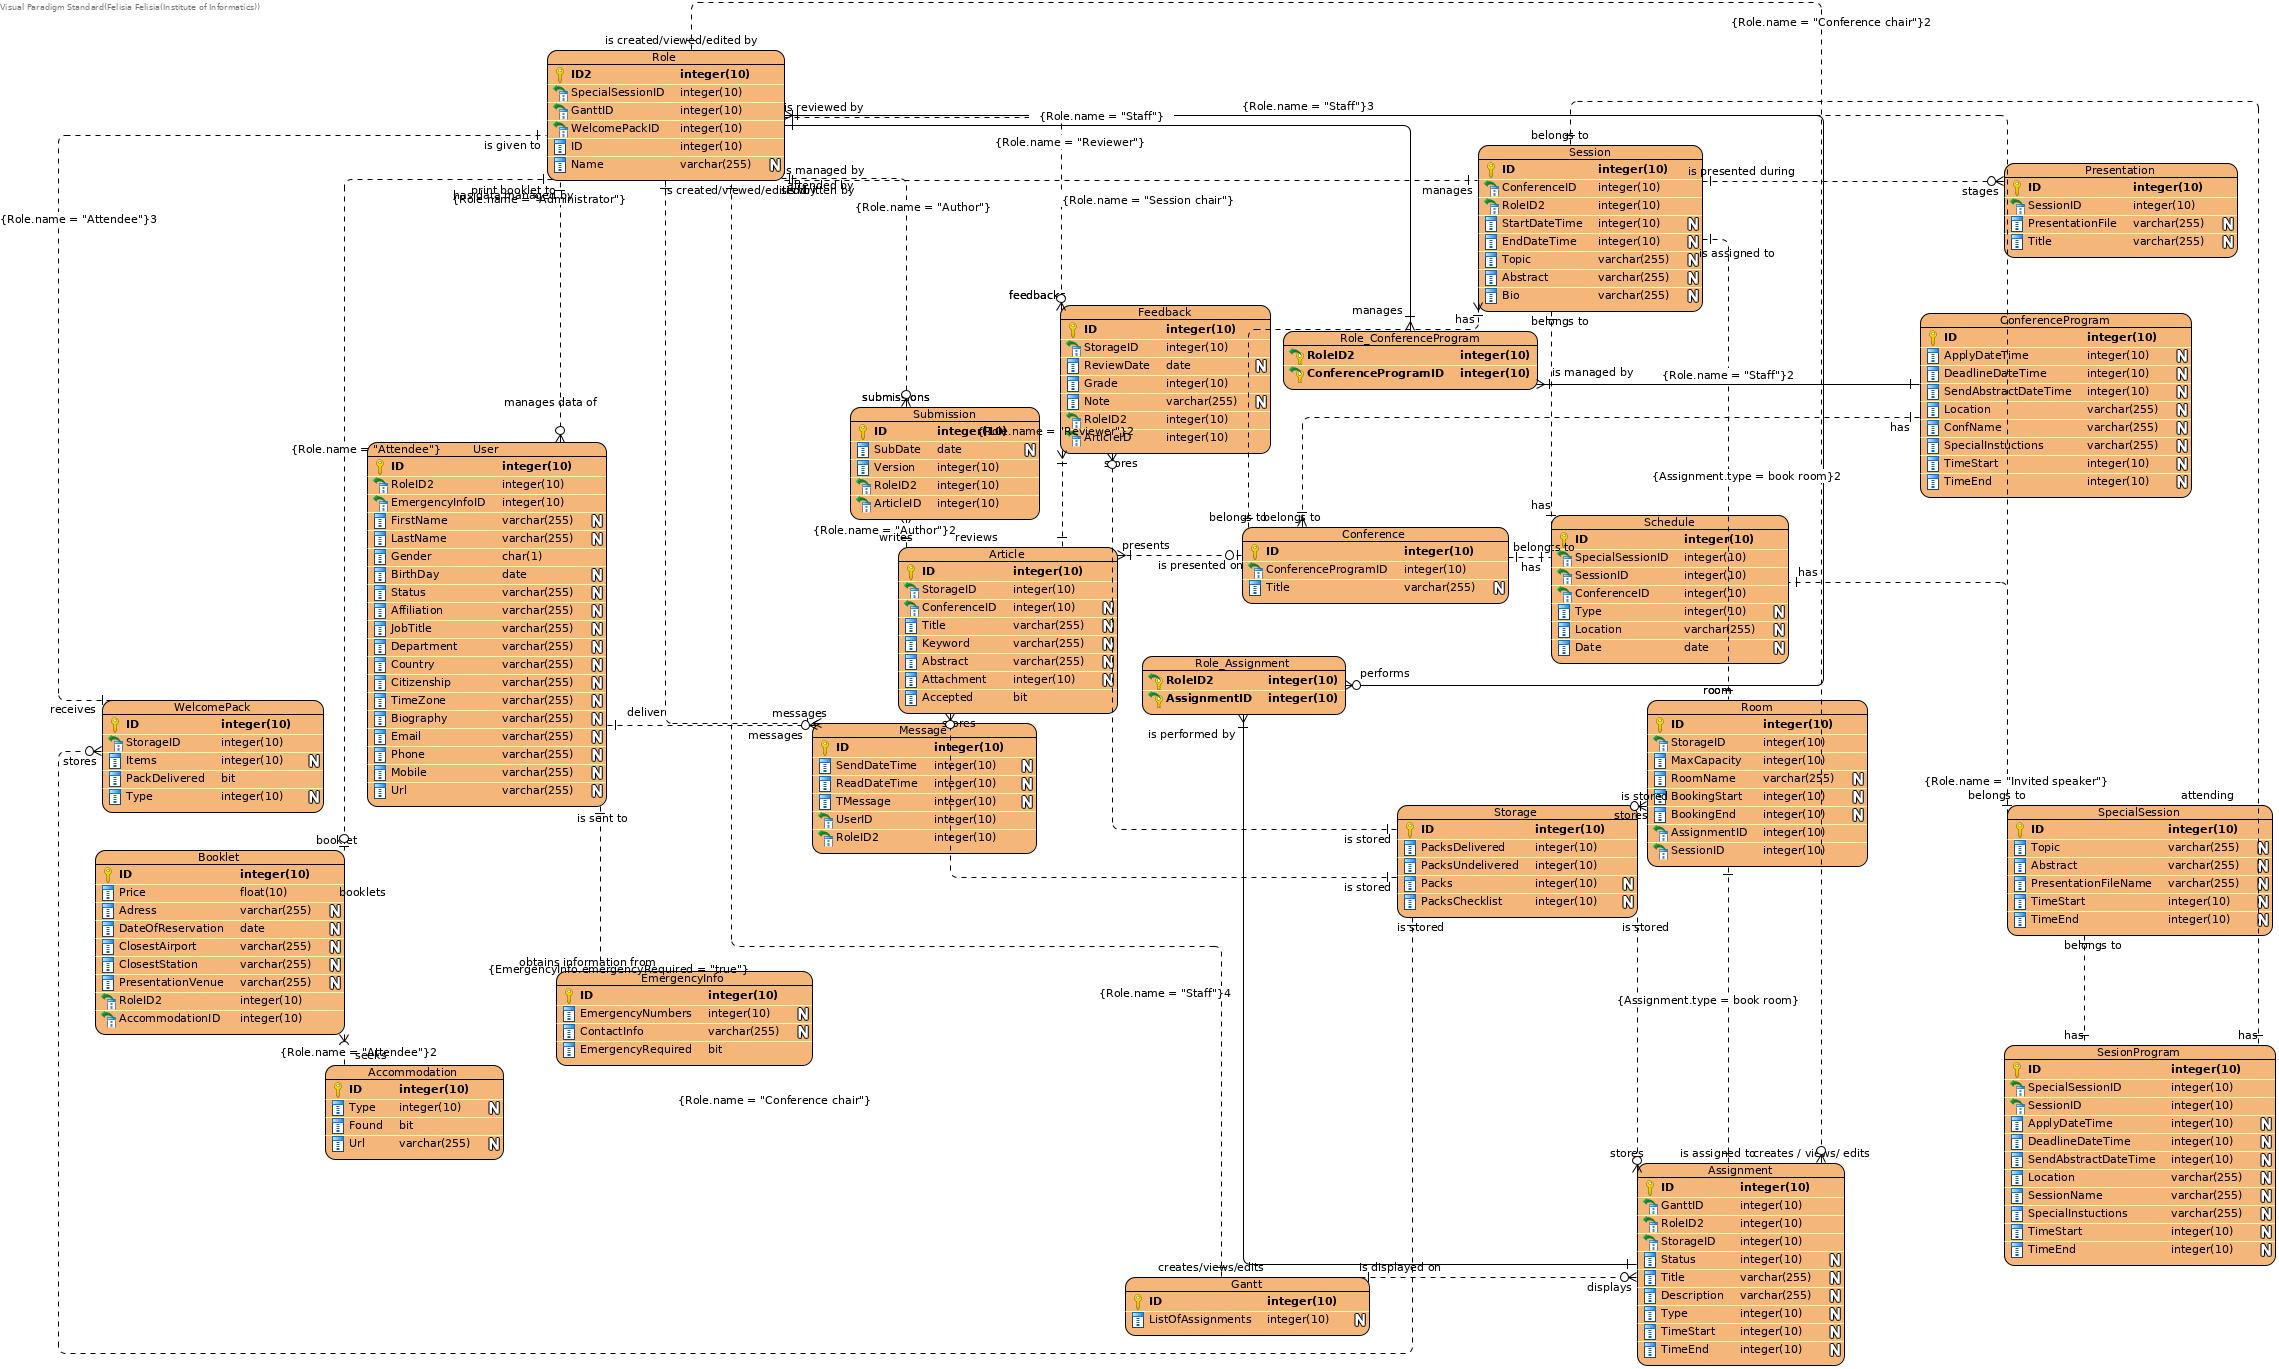 Visual Paradigm Standard(Felisia Felisia(Institute of Informatics))
{Role.name = "Conference chair"}2
is created/viewed/edited by
Role
ID2 integer(10)
SpecialSessionID integer(10)
GanttID integer(10)
WelcomePackID integer(10)
ID integer(10)
Name varchar(255) N
is given to
is reviewed by
{Role.name = "Staff"}3
{Role.name = "Staff"}
{Role.name = "Reviewer"}
is managed by
attended by
is created/viewed/edited by
print booklet to
{Role.name = "Administrator"}
{Role.name = "Attendee"}3
{Role.name = "Author"}
{Role.name = "Session chair"}
manages
belongs to
Session
ID integer(10)
ConferenceID integer(10)
RoleID2 integer(10)
StartDateTime integer(10) N
EndDateTime integer(10) N
Topic varchar(255) N
Abstract varchar(255) N
Bio varchar(255) N
is presented during
stages
is assigned to
belongs to
has
Presentation
ID integer(10)
SessionID integer(10)
PresentationFile varchar(255) N
Title varchar(255) N
feedbacks
Feedback
ID integer(10)
StorageID integer(10)
ReviewDate date N
Grade integer(10)
Note varchar(255) N
RoleID2 integer(10)
ArticleID integer(10)
{Role.name = "Reviewer"}2
stores
manages
Role_ConferenceProgram
RoleID2 integer(10)
ConferenceProgramID integer(10)
is managed by
{Role.name = "Staff"}2
has
ConferenceProgram
ID integer(10)
ApplyDateTime integer(10) N
DeadlineDateTime integer(10) N
SendAbstractDateTime integer(10) N
Location varchar(255) N
ConfName varchar(255) N
SpecialInstuctions varchar(255) N
TimeStart integer(10) N
TimeEnd integer(10) N
manages data of
{Role.name = "Attendee"}
User
ID integer(10)
RoleID2 integer(10)
EmergencyInfoID integer(10)
FirstName varchar(255) N
LastName varchar(255) N
Gender char(1)
BirthDay date N
Status varchar(255) N
Affiliation varchar(255) N
JobTitle varchar(255) N
Department varchar(255) N
Country varchar(255) N
Citizenship varchar(255) N
TimeZone varchar(255) N
Biography varchar(255) N
Email varchar(255) N
Phone varchar(255) N
Mobile varchar(255) N
Url varchar(255) N
deliver
messages
messages
is sent to
submissions
Submission
ID integer(10)
SubDate date N
Version integer(10)
RoleID2 integer(10)
ArticleID integer(10)
{Role.name = "Author"}2
writes
reviews
Article
ID integer(10)
StorageID integer(10)
ConferenceID integer(10) N
Title varchar(255) N
Keyword varchar(255) N
Abstract varchar(255) N
Attachment integer(10) N
Accepted bit
stores
presents
is presented on
belongs to
belongs to
Conference
ID integer(10)
ConferenceProgramID integer(10)
Title varchar(255) N
belongs to
has
{Assignment.type = book room}2
has
Schedule
ID integer(10)
SpecialSessionID integer(10)
SessionID integer(10)
ConferenceID integer(10)
Type integer(10) N
Location varchar(255) N
Date date N
has
Role_Assignment
RoleID2 integer(10)
AssignmentID integer(10)
performs
is performed by
Message
ID integer(10)
SendDateTime integer(10) N
ReadDateTime integer(10) N
TMessage integer(10) N
UserID integer(10)
RoleID2 integer(10)
receives
WelcomePack
ID integer(10)
StorageID integer(10)
Items integer(10) N
PackDelivered bit
Type integer(10) N
stores
room
Room
ID integer(10)
StorageID integer(10)
MaxCapacity integer(10)
RoomName varchar(255) N
BookingStart integer(10) N
BookingEnd integer(10) N
AssignmentID integer(10)
SessionID integer(10)
is stored
stores
Storage
ID integer(10)
PacksDelivered integer(10)
PacksUndelivered integer(10)
Packs integer(10) N
PacksChecklist integer(10) N
is stored
is stored
is stored
is stored
{Role.name = "Invited speaker"}
belongs to
attending
SpecialSession
ID integer(10)
Topic varchar(255) N
Abstract varchar(255) N
PresentationFileName varchar(255) N
TimeStart integer(10) N
TimeEnd integer(10) N
belongs to
booklet
Booklet
ID integer(10)
Price float(10)
Adress varchar(255) N
DateOfReservation date N
ClosestAirport varchar(255) N
ClosestStation varchar(255) N
PresentationVenue varchar(255) N
RoleID2 integer(10)
AccommodationID integer(10)
booklets
{Role.name = "Attendee"}2
seeks
Accommodation
ID integer(10)
Type integer(10) N
Found bit
Url varchar(255) N
obtains information from
{EmergencyInfo.emergencyRequired = "true"}
EmergencyInfo
ID integer(10)
EmergencyNumbers integer(10) N
ContactInfo varchar(255) N
EmergencyRequired bit
{Role.name = "Conference chair"}
{Role.name = "Staff"}4
{Assignment.type = book room}
has
has
SesionProgram
ID integer(10)
SpecialSessionID integer(10)
SessionID integer(10)
ApplyDateTime integer(10) N
DeadlineDateTime integer(10) N
SendAbstractDateTime integer(10) N
Location varchar(255) N
SessionName varchar(255) N
SpecialInstuctions varchar(255) N
TimeStart integer(10) N
TimeEnd integer(10) N
stores
is assigned to
creates / views/ edits
Assignment
ID integer(10)
GanttID integer(10)
RoleID2 integer(10)
StorageID integer(10)
Status integer(10) N
Title varchar(255) N
Description varchar(255) N
Type integer(10) N
TimeStart integer(10) N
TimeEnd integer(10) N
creates/views/edits
is displayed on
displays
Gantt
ID integer(10)
ListOfAssignments integer(10) N